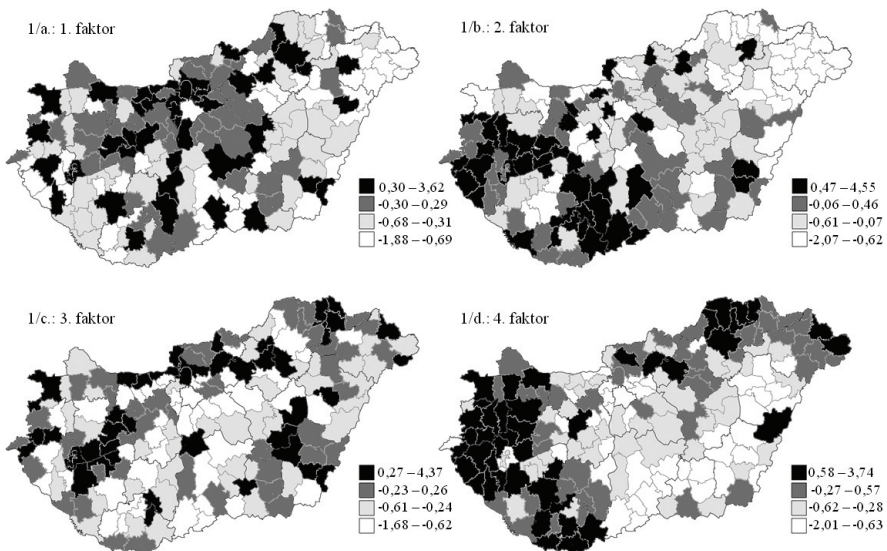 1/a.: 1. faktor
0,30 – 3,62
-0,30 – 0,29
-0,68 – -0,31
-1,88 – -0,69
1/b.: 2. faktor
0,47 – 4,55
-0,06 – 0,46
-0,61 – -0,07
-2,07 – -0,62
1/c.: 3. faktor
0,27 – 4,37
-0,23 – 0,26
-0,61 – -0,24
-1,68 – -0,62
1/d.: 4. faktor
0,58 – 3,74
-0,27 – 0,57
-0,62 – -0,28
-2,01 – -0,63